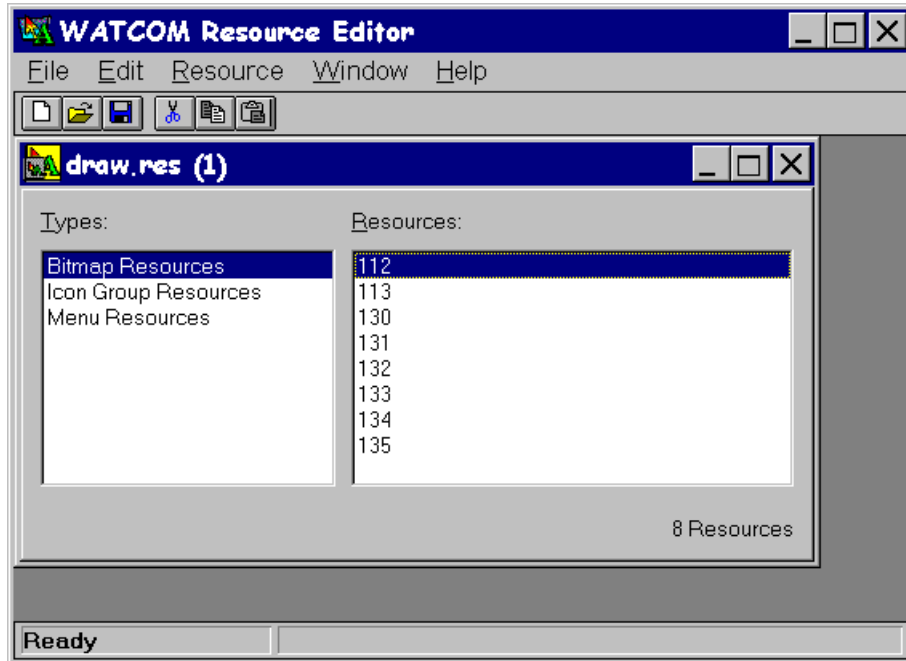 WATCOM Resource Editor
File Edit Resource Window Help
draw.res (1)
Types: Resources:
Bitmap Resources 112
Icon Group Resources 113
Menu Resources 130
131
132
133
134
135
8 Resources
Ready